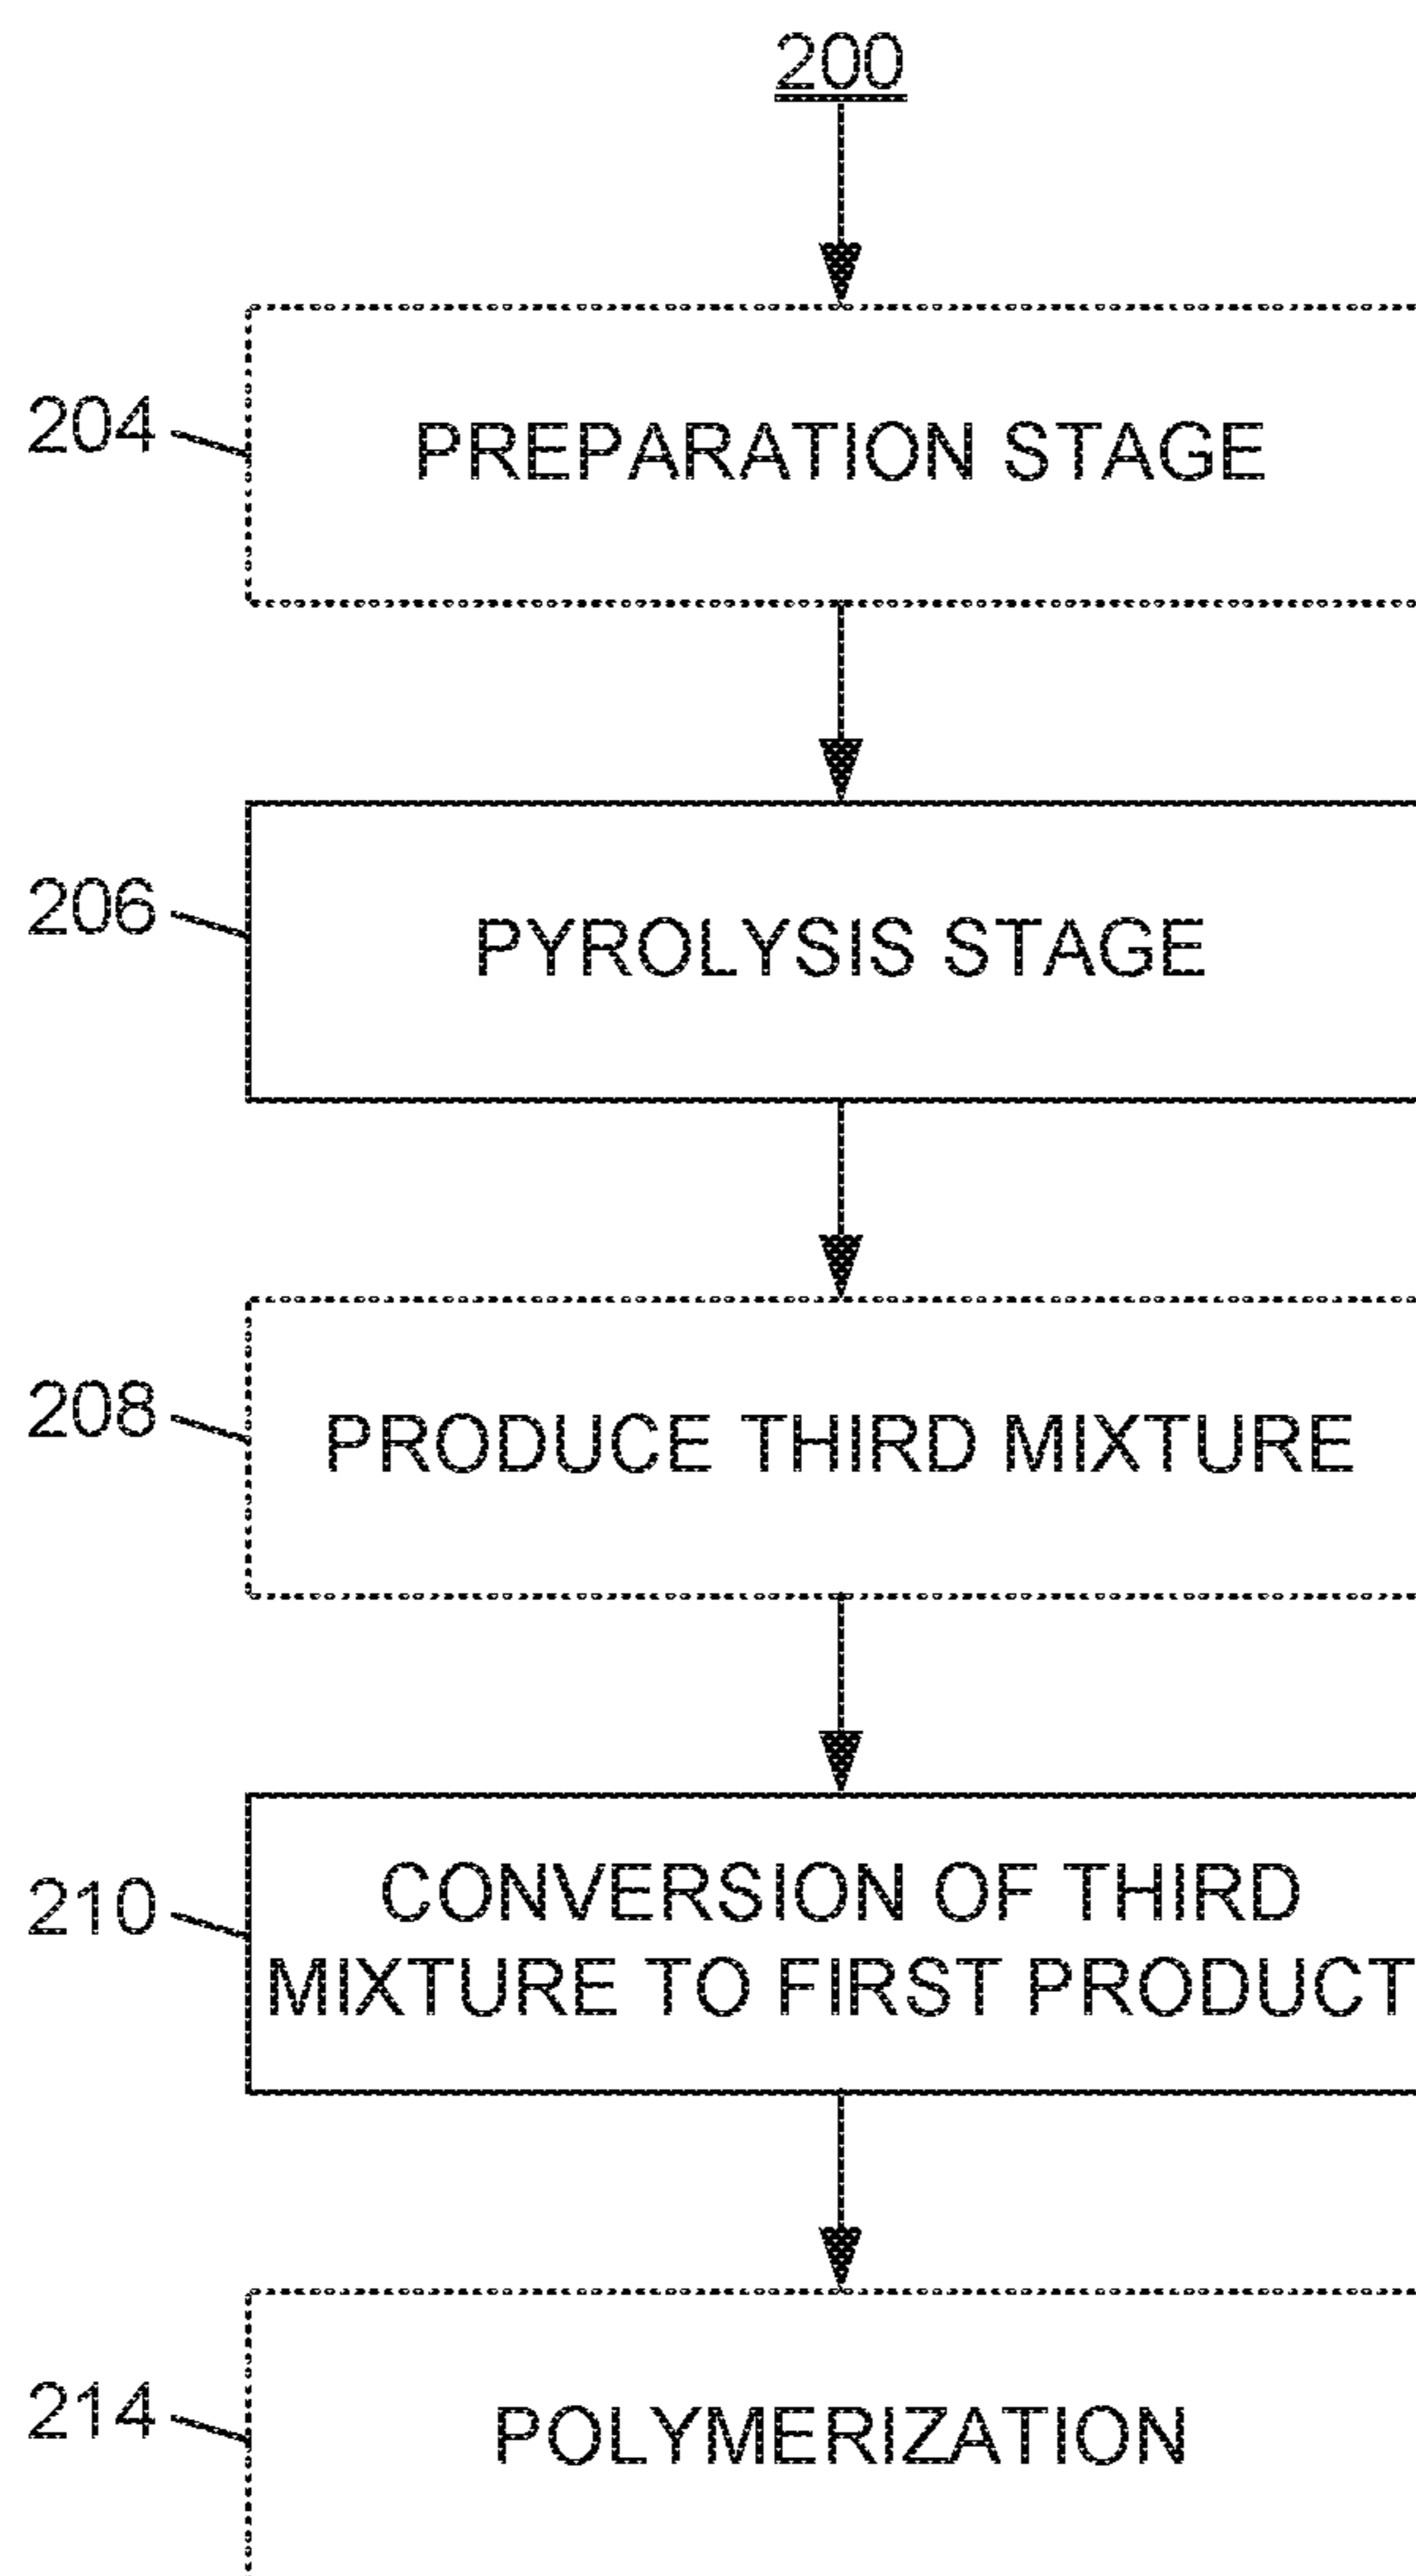 200
204
PREPARATION STAGE
206
PYROLYSIS STAGE
208
PRODUCE THIRD MIXTURE
210
CONVERSION OF THIRD
MIXTURE TO FIRST PRODUCT
214
POLYMERIZATION